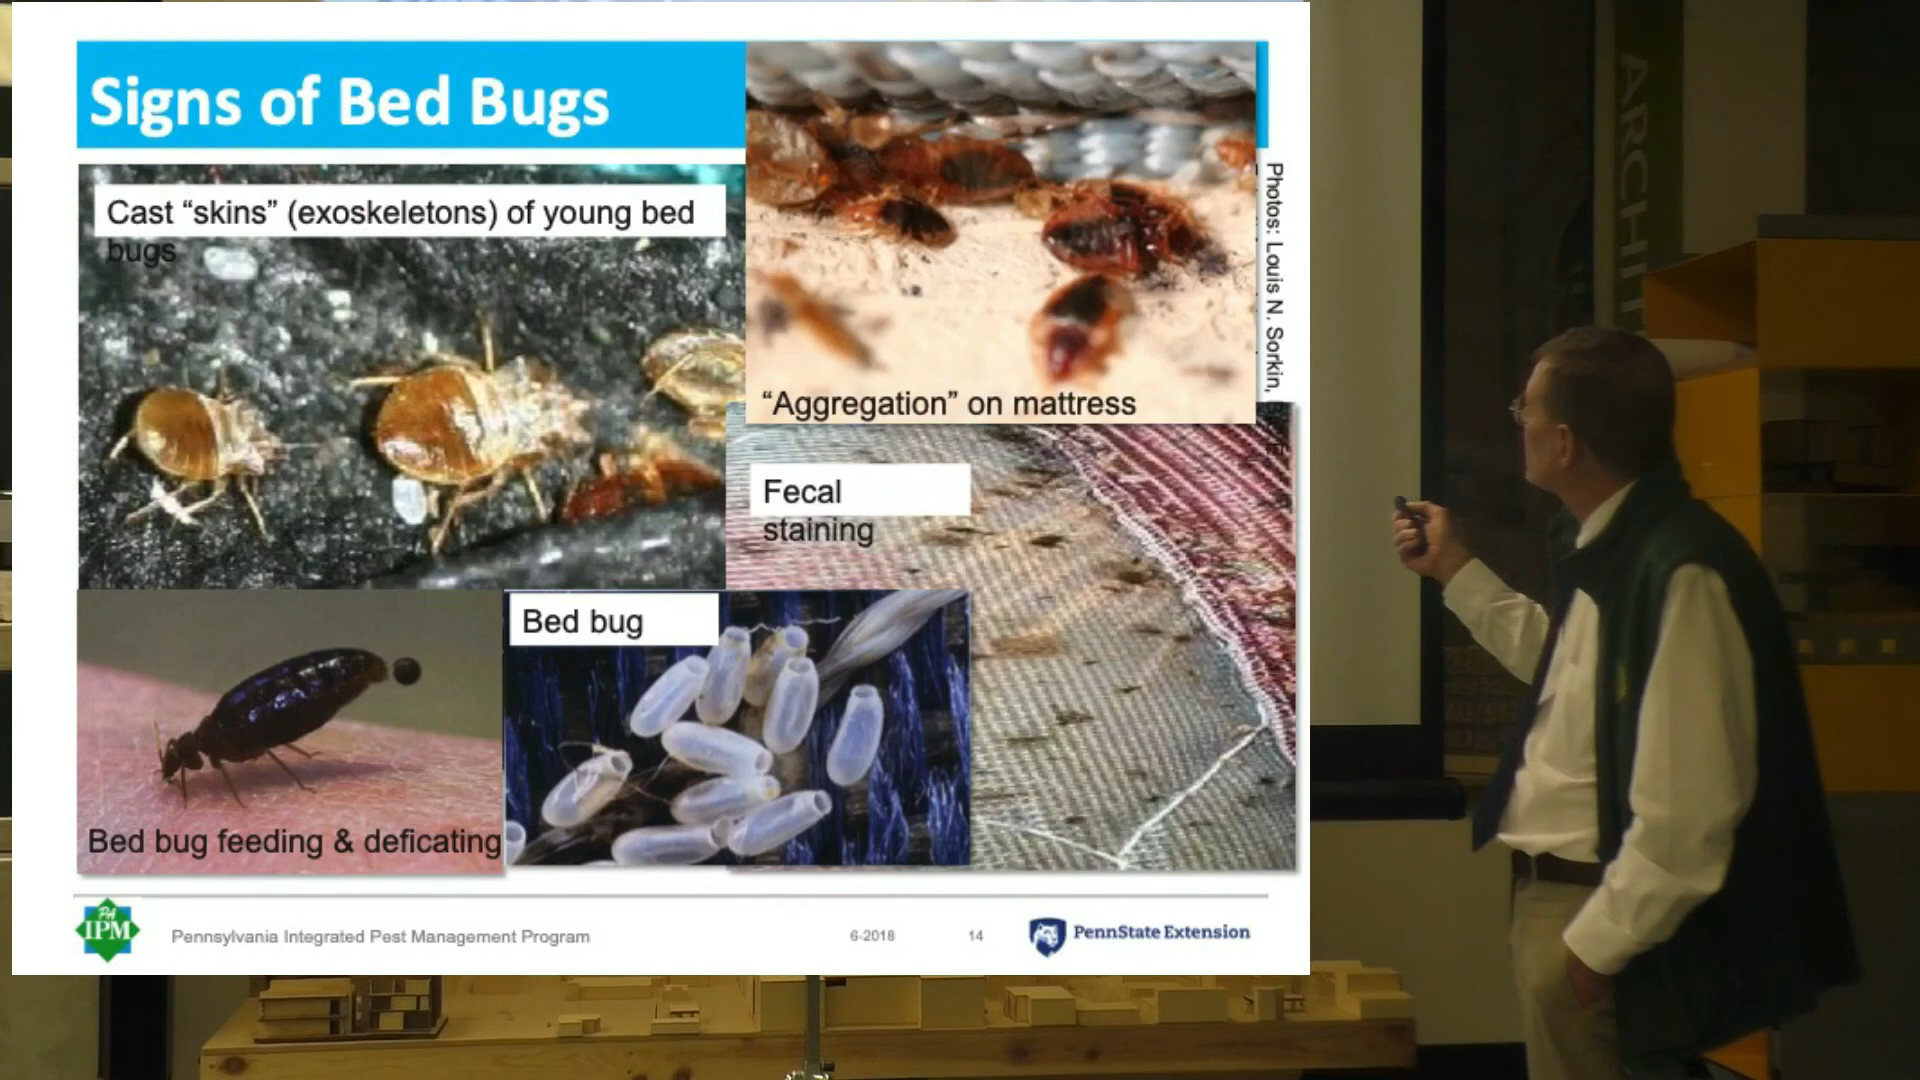 Signs of Bed Bugs
Cast “skins” (exoskeletons) of young bed
bugs
“Aggregation” on mattress
Photos: Louis N. Sorkin,
Fecal
staining
Bed bug
Bed bug feeding & deficating
PA
IPM
Pennsylvania Integrated Pest Management Program
6-2018
14
PennState Extension
ARCHIT